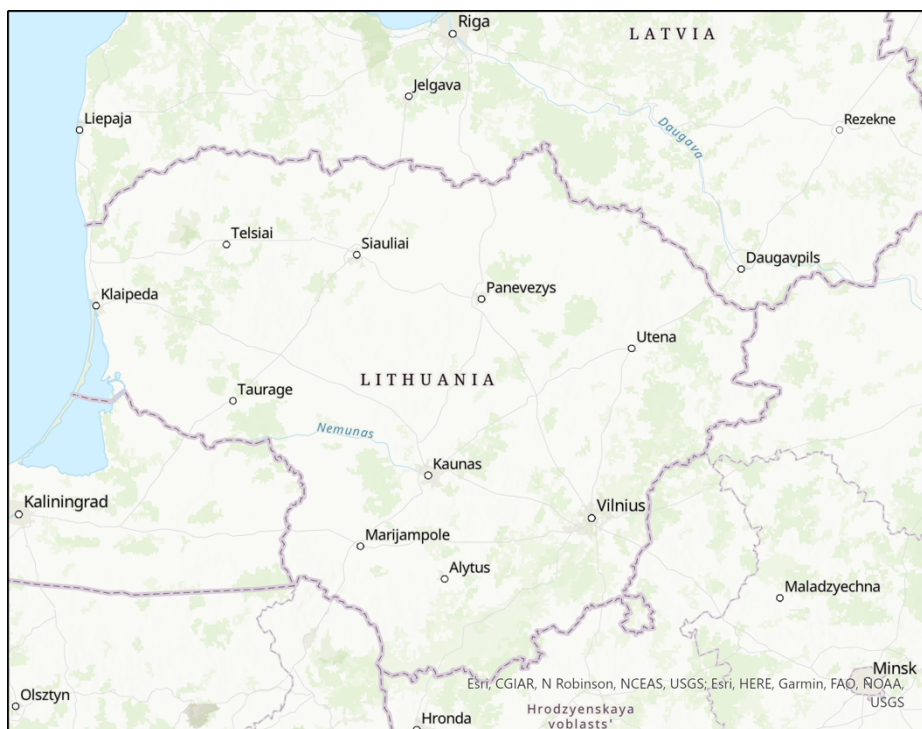 Riga
LATVIA
Jelgava
Liepaja
Daugava
Rezekne
Telsiai
Siauliai
Daugavpils
Klaipeda
Panevezys
Utena
LITHUANIA
Taurage
Nemunas
Kaunas
Kaliningrad
Vilnius
Marijampole
Alytus
Maladzyechna
Minsk
Esri, CGIAR, N Robinson, NCEAS, USGS; Esri, HERE, Garmin, FAO, NOAA,
USGS
Olsztyn
Hrodzyenskaya
voblasts'
Hronda